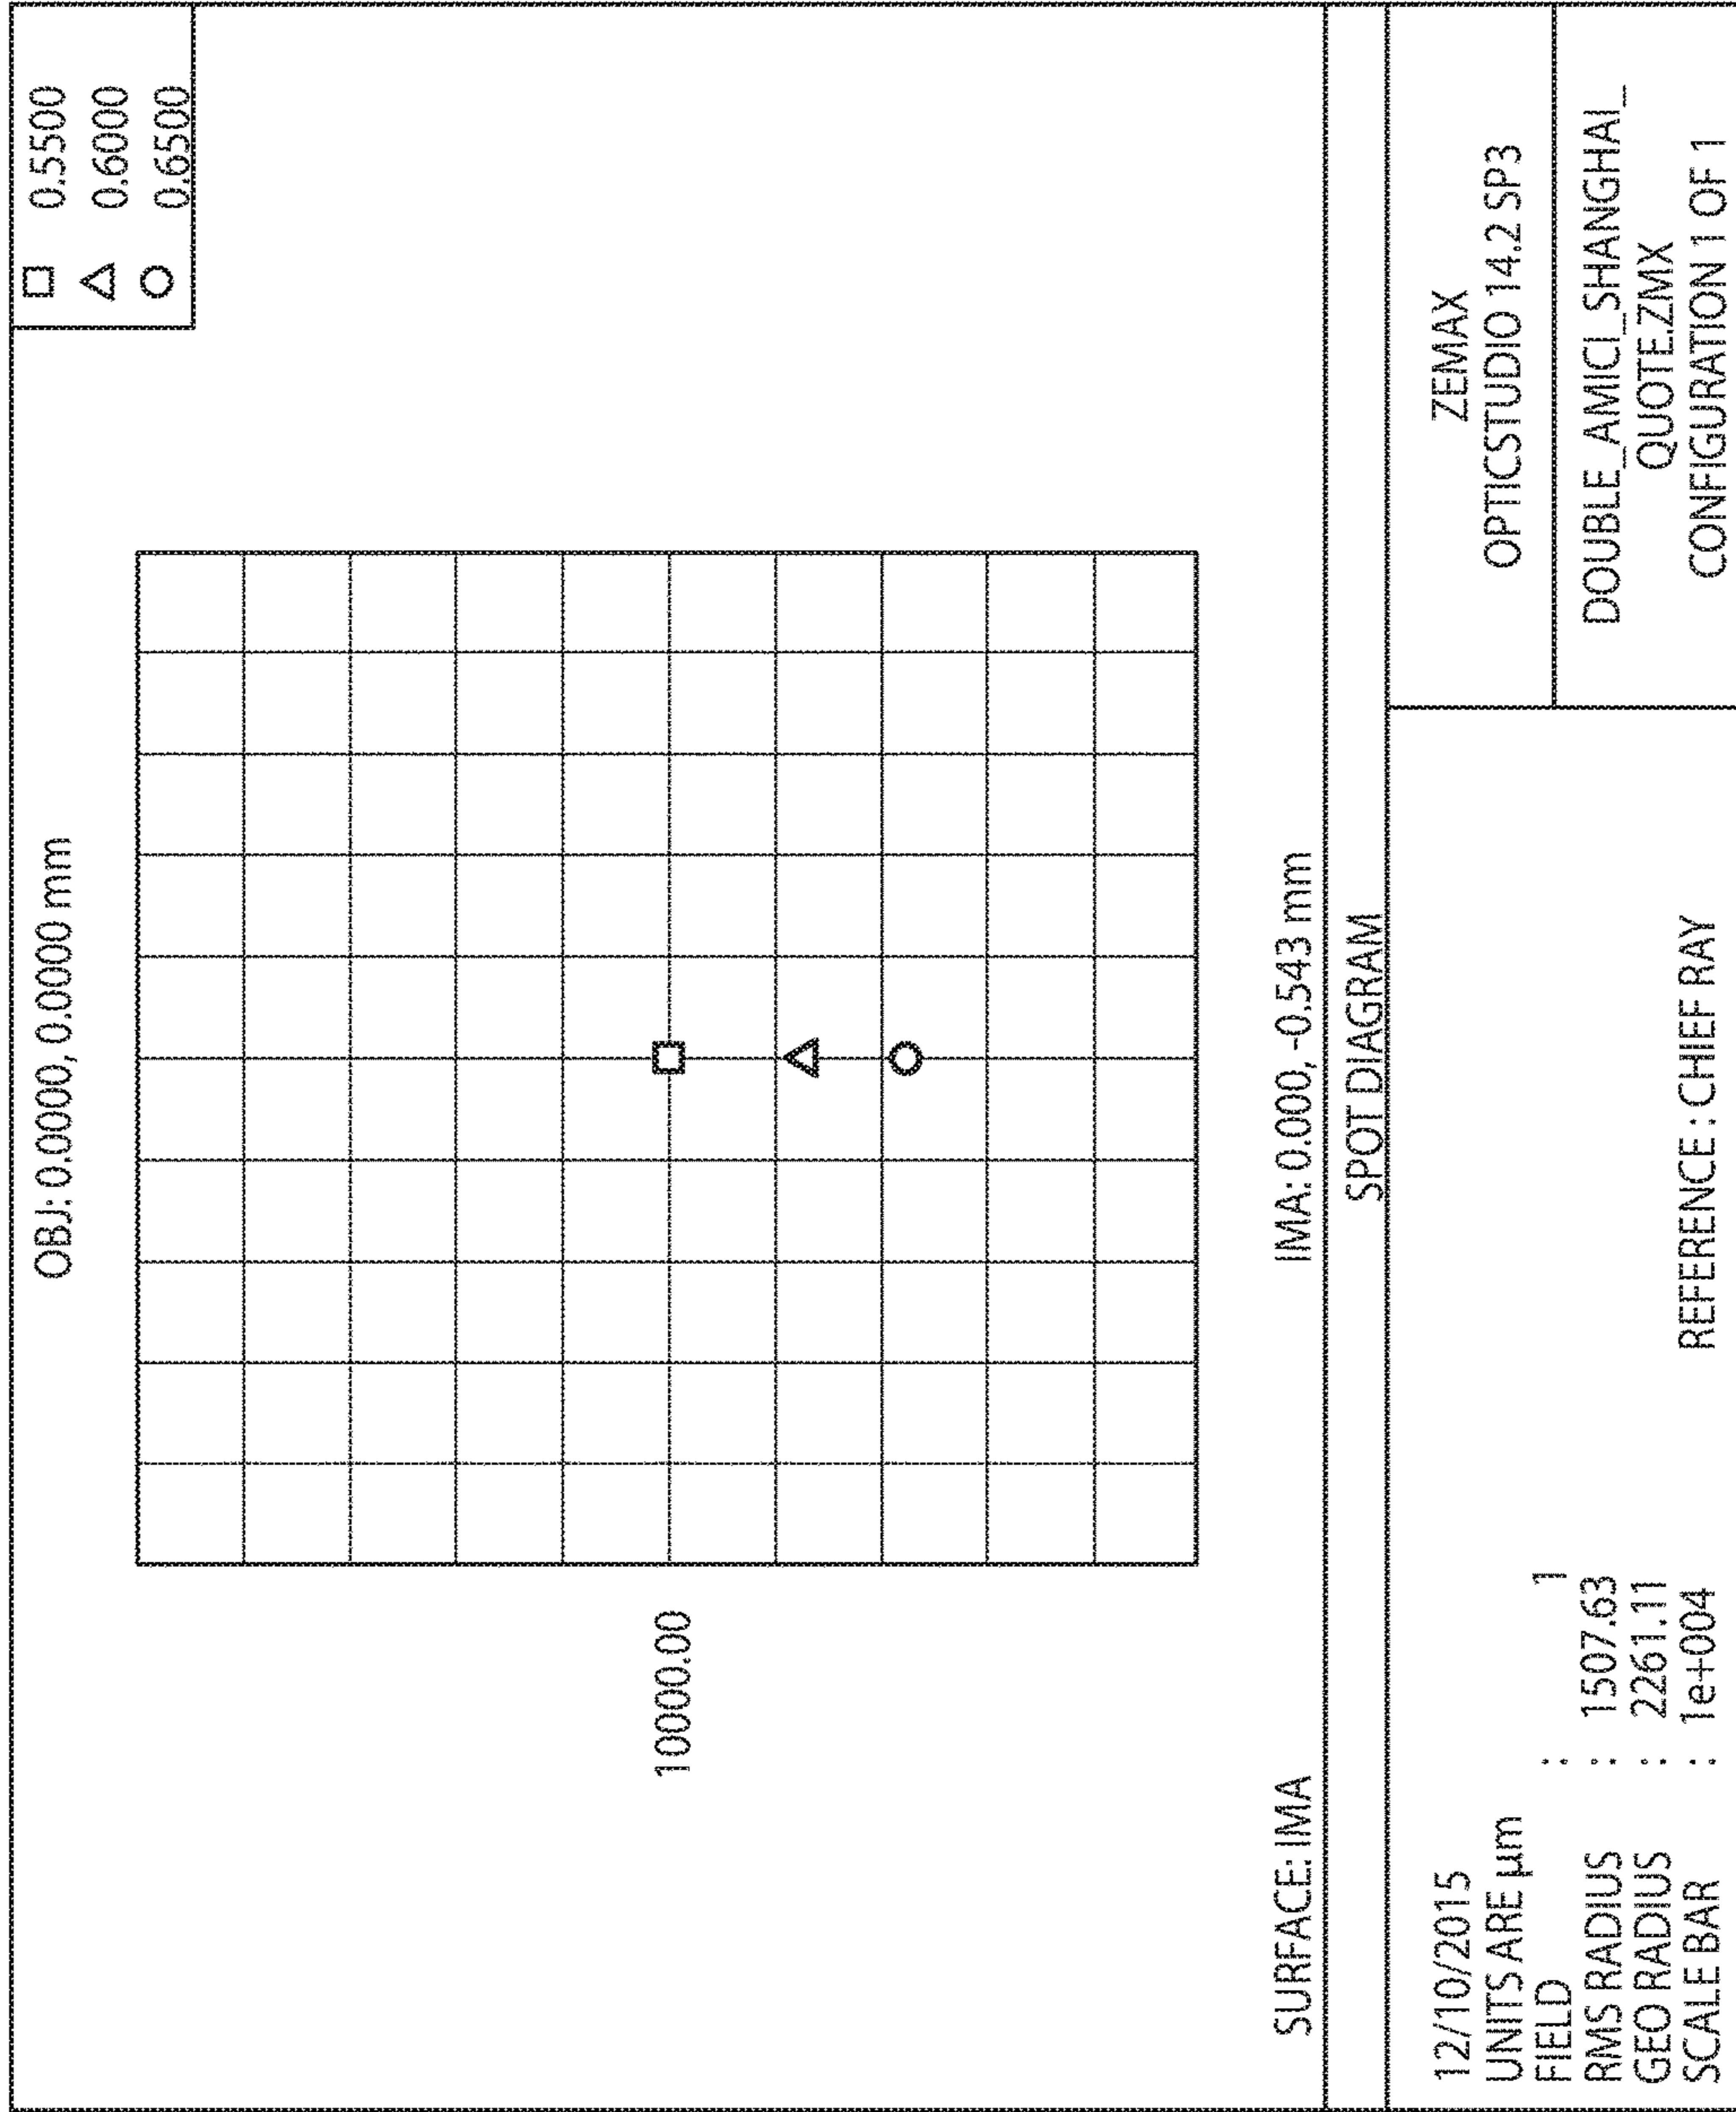 OBJ: 0.0000, 0.0000 mm
0.5500
0.6000
0.6500
10000.00
SURFACE: IMA
IMA: 0.000, -0.543 mm
SPOT DIAGRAM
12/10/2015
UNITS ARE µm
FIELD : 1
RMS RADIUS : 1507.63
GEO RADIUS : 2261.11
SCALE BAR : 1e+004
REFERENCE : CHIEF RAY
ZEMAX
OPTICSTUDIO 14.2 SP3
DOUBLE_AMICI_SHANGHAI_
QUOTE.ZMX
CONFIGURATION 1 OF 1